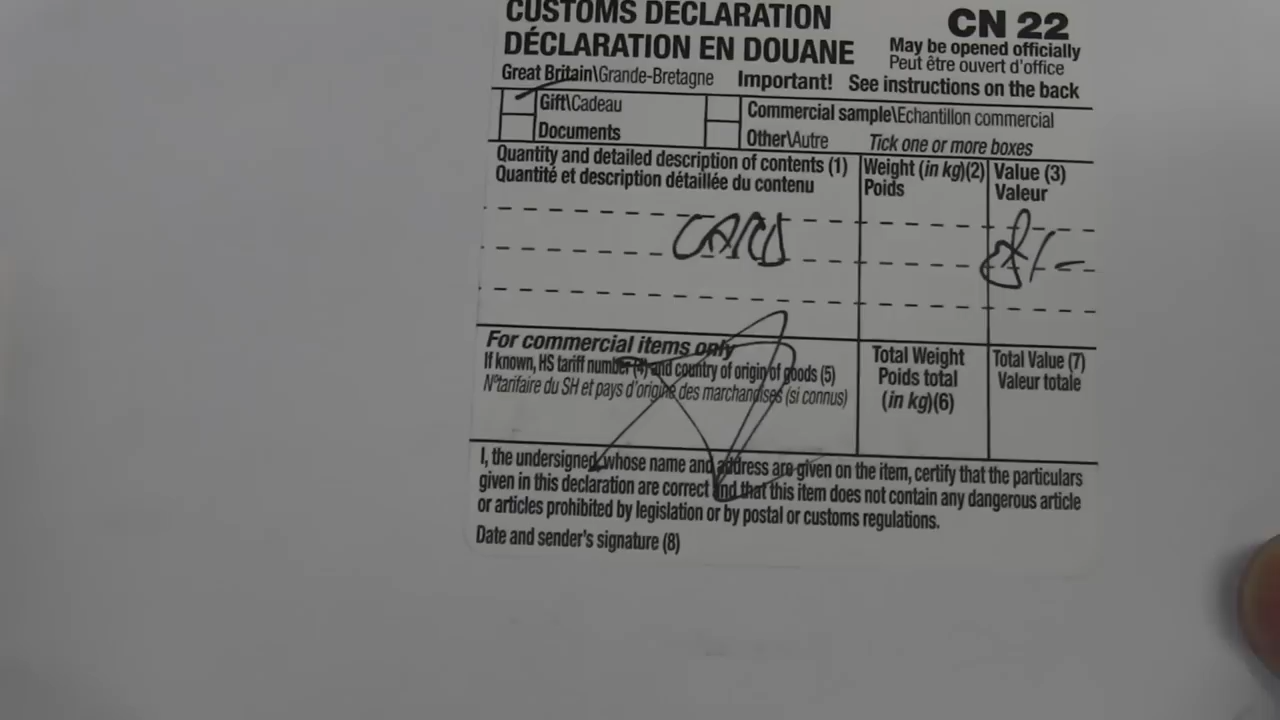 CUSTOMS DECLARATION
DÉCLARATION EN DOUANE
CN 22
May be opened officially
Peut être ouvert d'office
Great Britain\Grande-Bretagne
Important!
See instructions on the back
Gift\Cadeau
Documents
Commercial sample\Echantillon commercial
Other\Autre
Tick one or more boxes
Quantity and detailed description of contents (1)
Quantité et description détaillée du contenu
Weight (in kg)(2)
Poids
Value (3)
Valeur
CARD
For commercial items only
If known, HS tariff number (4) and country of origin of goods (5)
N°tarifaire du SH et pays d'origine des marchandises (si connus)
Total Weight
Poids total
(in kg)(6)
Total Value (7)
Valeur totale
I, the undersigned, whose name and address are given on the item, certify that the particulars
given in this declaration are correct and that this item does not contain any dangerous article
or articles prohibited by legislation or by postal or customs regulations.
Date and sender's signature (8)